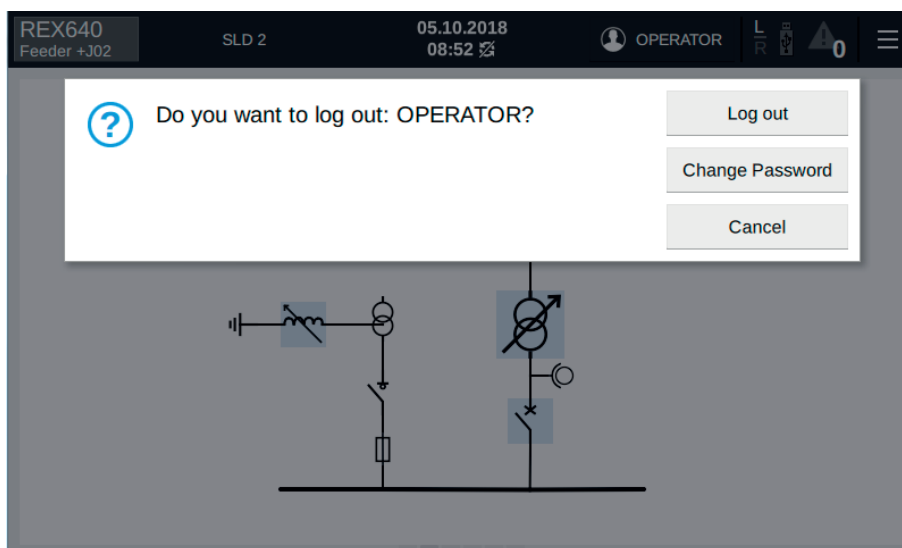 REX640
Feeder +J02
SLD 2
05.10.2018
08:52
OPERATOR
L
R
0
Do you want to log out: OPERATOR?
Log out
Change Password
Cancel